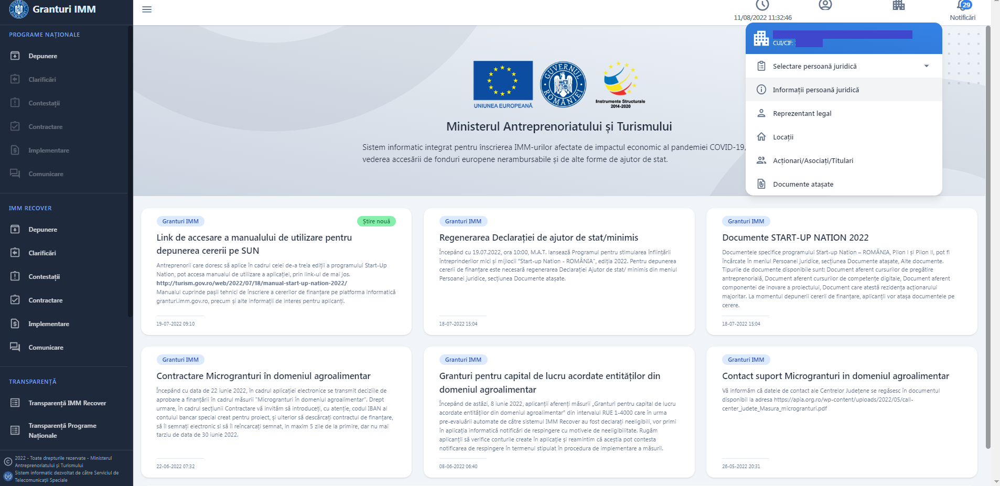 Granturi IMM
11/08/2022 11:32:46
29
Notificări
PROGRAME NAȚIONALE
Depunere
Clarificări
Contestații
Contractare
Implementare
Comunicare
IMM RECOVER
Depunere
Clarificări
Contestații
Contractare
Implementare
Comunicare
TRANSPARENȚĂ
Transparență IMM Recover
Transparență Programe
Naționale
2022 - Toate drepturile rezervate - Ministerul
Antreprenoriatului și Turismului
Sistem informatic dezvoltat de către Serviciul de
Telecomunicații Speciale
CUI/CIF:
Selectare persoană juridică
Informații persoană juridică
Reprezentant legal
Locații
Acționari/Asociați/Titulari
Documente atașate
UNIUNEA EUROPEANĂ
GUVERNUL
ROMÂNIEI
Instrumente Structurale
2014-2020
Ministerul Antreprenoriatului și Turismului
Sistem informatic integrat pentru înscrierea IMM-urilor afectate de impactul economic al pandemiei COVID-19,
vederea accesării de fonduri europene nerambursabile și de alte forme de ajutor de stat.
Granturi IMM
Știre nouă
Link de accesare a manualului de utilizare pentru
depunerea cererii pe SUN
Antreprenorii care doresc să aplice în cadrul celei de-a treia ediții a programului Start-Up
Nation, pot accesa manualul de utilizare a aplicației, prin link-ul de mai jos.
http://turism.gov.ro/web/2022/07/18/manual-start-up-nation-2022/
Manualul cuprinde pașii tehnici de înscriere a cererilor de finanțare pe platforma informatică
granturi.imm.gov.ro, precum și alte informații de interes pentru aplicanți.
19-07-2022 09:10
Granturi IMM
Regenerarea Declarației de ajutor de stat/minimis
Începând cu 19.07.2022, ora 10:00, M.A.T. lansează Programul pentru stimularea înființării
întreprinderilor mici și mijlocii "Start-up Nation - ROMÂNIA", ediția 2022. Pentru depunerea
cererii de finanțare este necesară regenerarea Declarației Ajutor de stat/ minimis din meniul
Persoanei juridice, secțiunea Documente atașate.
18-07-2022 15:04
Granturi IMM
Documente START-UP NATION 2022
Documentele specifice programului Start-up Nation – ROMÂNIA, Pilon I și Pilon II, pot fi
încărcate în meniul Persoanei juridice, secțiunea Documente atașate, Alte documente.
Tipurile de documente disponibile sunt: Document aferent cursurilor de pregătire
antreprenorială, Document aferent cursurilor de competențe digitale, Document aferent
componentei de inovare a proiectului, Document care atestă rezidența acționarului
majoritar. La momentul depunerii cererii de finanțare, aplicanții vor atașa documentele pe
cerere.
18-07-2022 15:04
Granturi IMM
Contractare Microgranturi în domeniul agroalimentar
Începând cu data de 22 iunie 2022, în cadrul aplicației electronice se transmit deciziile de
aprobare a finanțării în cadrul măsurii "Microgranturi în domeniul agroalimentar". Drept
urmare, în cadrul secțiunii Contractare vă invităm să introduceți, cu atenție, codul IBAN al
contului bancar special creat pentru proiect, și ulterior să descărcați contractul de finanțare,
să îl semnați electronic si să îl reîncarcați semnat, in maxim 5 zile de la primire, dar nu mai
tarziu de data de 30 iunie 2022.
22-06-2022 07:32
Granturi IMM
Granturi pentru capital de lucru acordate entităților din
domeniul agroalimentar
Începând de astăzi, 8 iunie 2022, aplicanții aferenți măsurii „Granturi pentru capital de lucru
acordate entităților din domeniul agroalimentar" din intervalul RUE 1-4000 care în urma
pre-evaluării automate de către sistemul IMM Recover au fost declarați neeligibili, vor primi
în aplicația informatică notificări de respingere cu motivele de neeligibilitate. Rugăm
aplicanții să verifice conturile create în aplicație și reamintim că aceștia pot contesta
notificarea de respingere în termenul stipulat în procedura de implementare a măsurii.
08-06-2022 06:40
Granturi IMM
Contact suport Microgranturi in domeniul agroalimentar
Vă informăm că datele de contact ale Centrelor Județene se regăsesc în documentul
disponibil la adresa https://apia.org.ro/wp-content/uploads/2022/05/call-
center_judete_Masura_microgranturi.pdf
26-05-2022 20:31